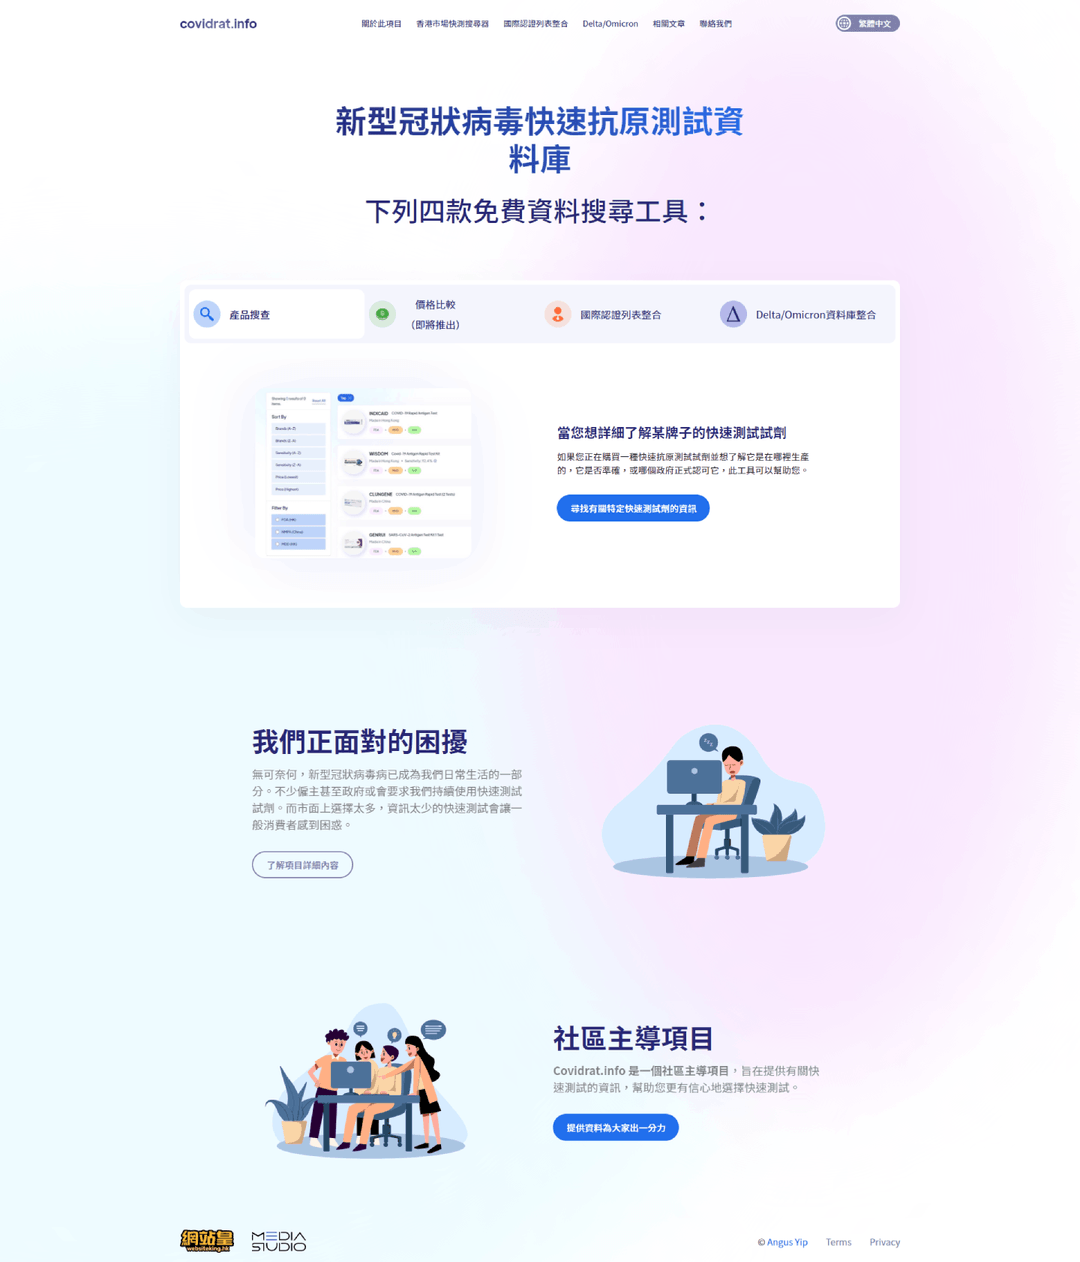 covidrat.info
關於此項目
香港市場快測搜尋器
國際認證列表整合
Delta/Omicron
相關文章
聯絡我們
繁體中文
新型冠狀病毒快速抗原測試資
料庫
下列四款免費資料搜尋工具：
產品搜查
價格比較
（即將推出）
國際認證列表整合
Delta/Omicron資料庫整合
Sort By
Filter By
INDICAID
WISDOM
CLUNGENE
GENRUI
當您想詳細了解某牌子的快速測試試劑
如果您正在購買一種快速抗原測試試劑並想了解它是在哪裡生產
的，它是否準確，或哪個政府正式認可它，此工具可以幫助您。
尋找有關特定快速測試劑的資訊
我們正面對的困擾
無可奈何，新型冠狀病毒病已成為我們日常生活的一部
分。不少僱主甚至政府或會要求我們持續使用快速測試
試劑。而市面上選擇太多，資訊太少的快速測試會讓一
般消費者感到困惑。
了解項目詳細內容
社區主導項目
Covidrat.info 是一個社區主導項目，旨在提供有關快
速測試的資訊，幫助您更有信心地選擇快速測試。
提供資料為大家出一分力
網站皇
websiteking.hk
MEDIA
STUDIO
© Angus Yip
Terms
Privacy